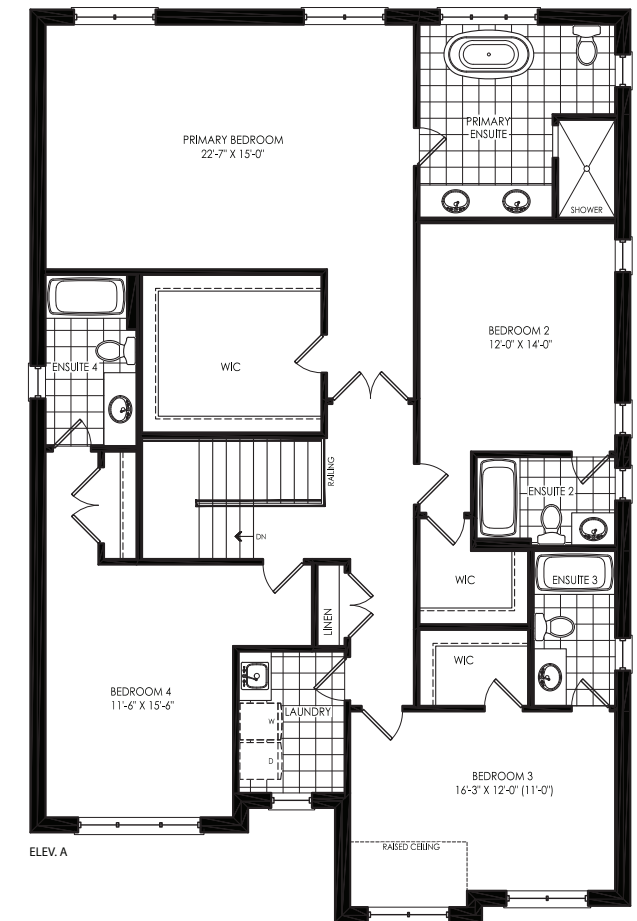 PRIMARY BEDROOM
22'-7" X 15'-0"
PRIMARY
ENSUITE
SHOWER
BEDROOM 2
12'-0" X 14'-0"
ENSUITE 4
WIC
RAILING
DN
ENSUITE 2
WIC
ENSUITE 3
LINEN
WIC
BEDROOM 4
11'-6" X 15'-6"
LAUNDRY
W
D
BEDROOM 3
16'-3" X 12'-0" (11'-0")
RAISED CEILING
ELEV. A